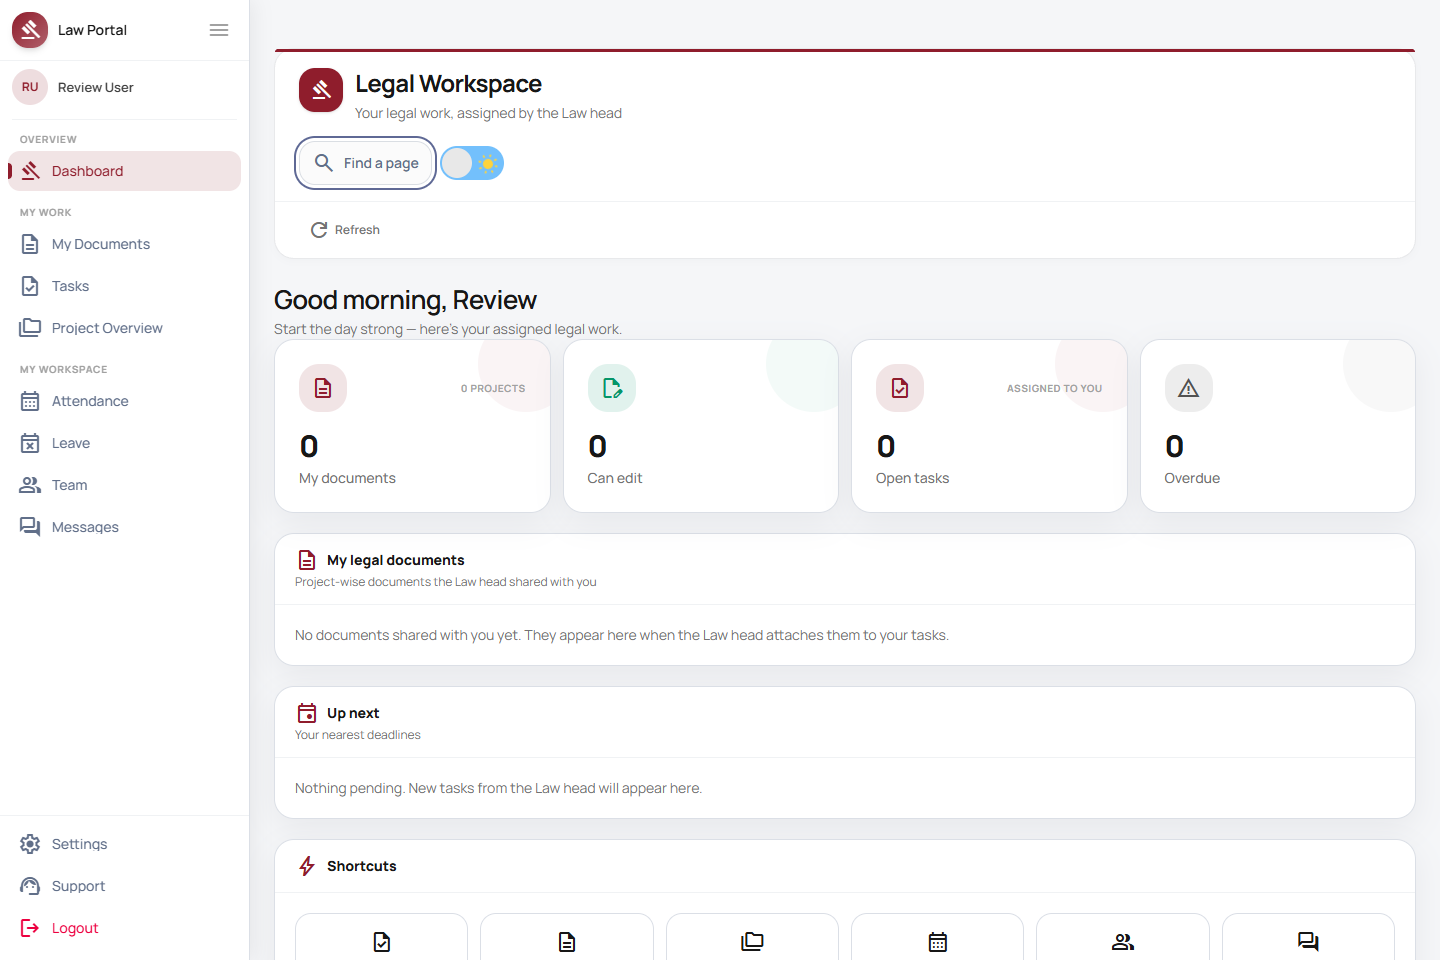 Law Portal
RU
Review User
OVERVIEW
Dashboard
MY WORK
My Documents
Tasks
Project Overview
MY WORKSPACE
Attendance
Leave
Team
Messages
Settings
Support
Logout
Legal Workspace
Your legal work, assigned by the Law head
Find a page
Refresh
Good morning, Review
Start the day strong — here's your assigned legal work.
0 PROJECTS
0
My documents
0
Can edit
ASSIGNED TO YOU
0
Open tasks
0
Overdue
My legal documents
Project-wise documents the Law head shared with you
No documents shared with you yet. They appear here when the Law head attaches them to your tasks.
Up next
Your nearest deadlines
Nothing pending. New tasks from the Law head will appear here.
Shortcuts